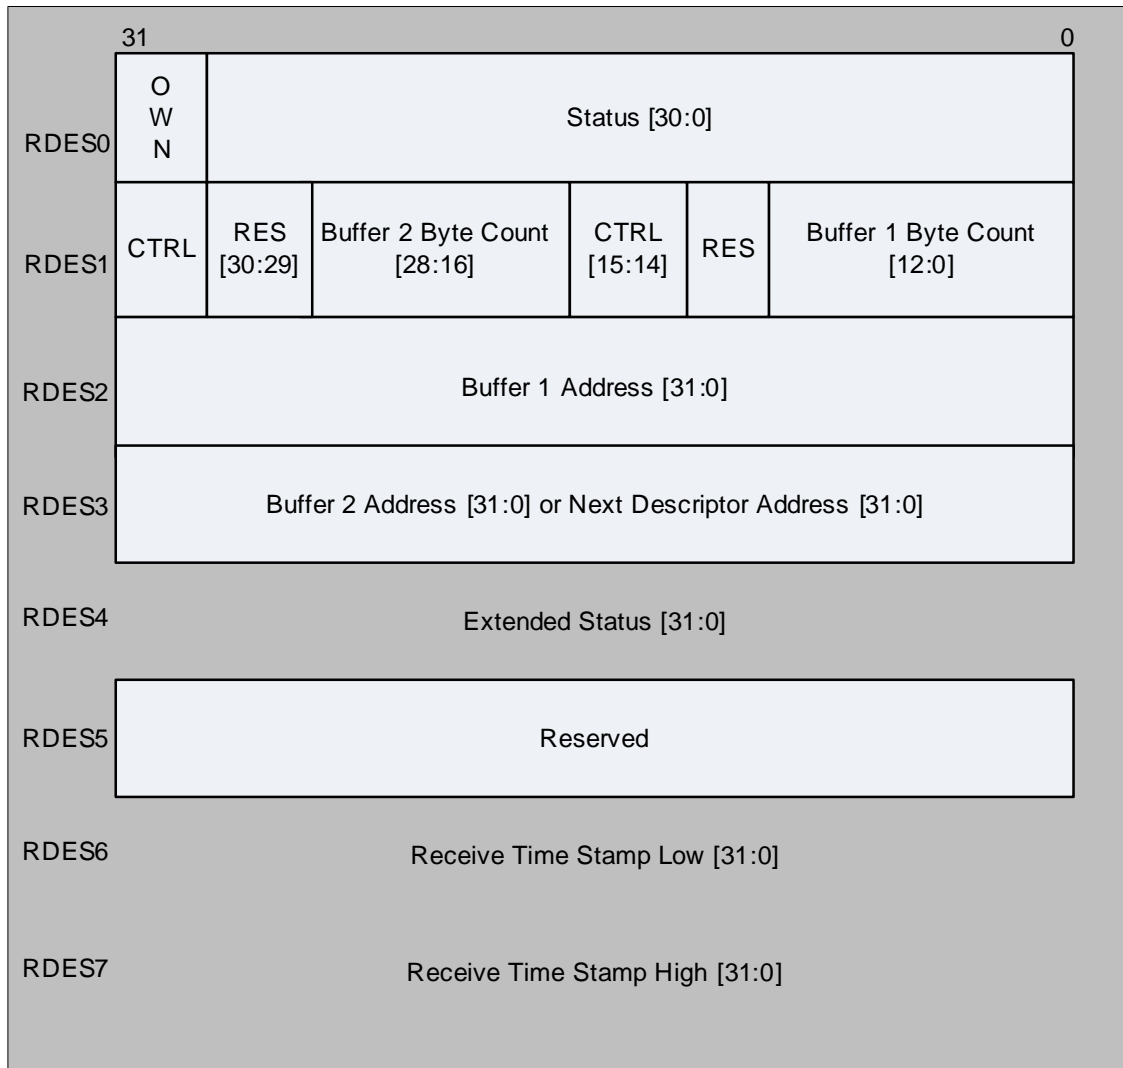 31 0
O
W
N
Status [30:0]
RDES0
CTRL
RES
[30:29]
Buffer 2 Byte Count
[28:16]
CTRL
[15:14]
RES
Buffer 1 Byte Count
[12:0]
RDES1
Buffer 1 Address [31:0]
RDES2
Buffer 2 Address [31:0] or Next Descriptor Address [31:0]
RDES3
RDES4
Extended Status [31:0]
RDES5
Reserved
RDES6
Receive Time Stamp Low [31:0]
RDES7
Receive Time Stamp High [31:0]